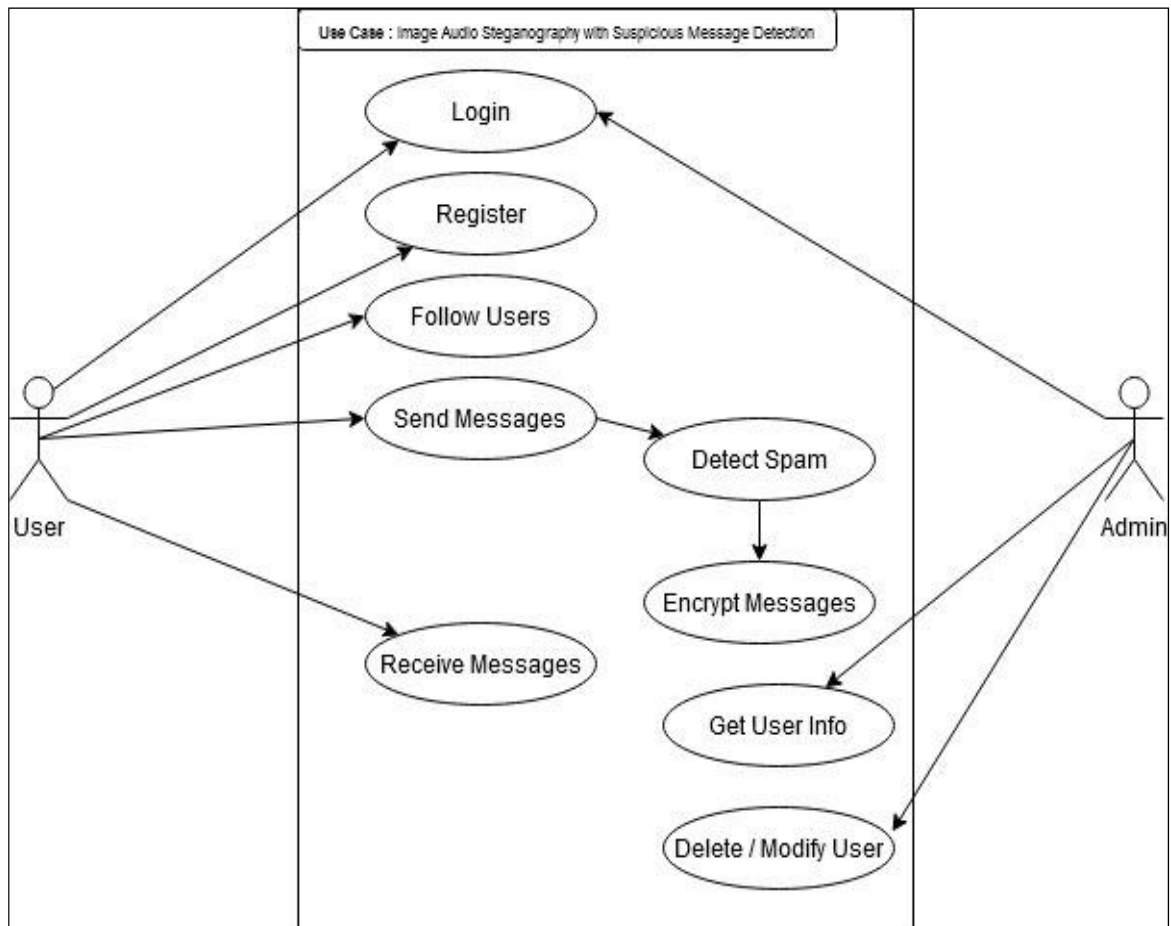 Use Case : Image Audio Steganography with Suspicious Message Detection
Login
Register
Follow Users
Send Messages
Detect Spam
User
Admin
Encrypt Messages
Receive Messages
Get User Info
Delete / Modify User